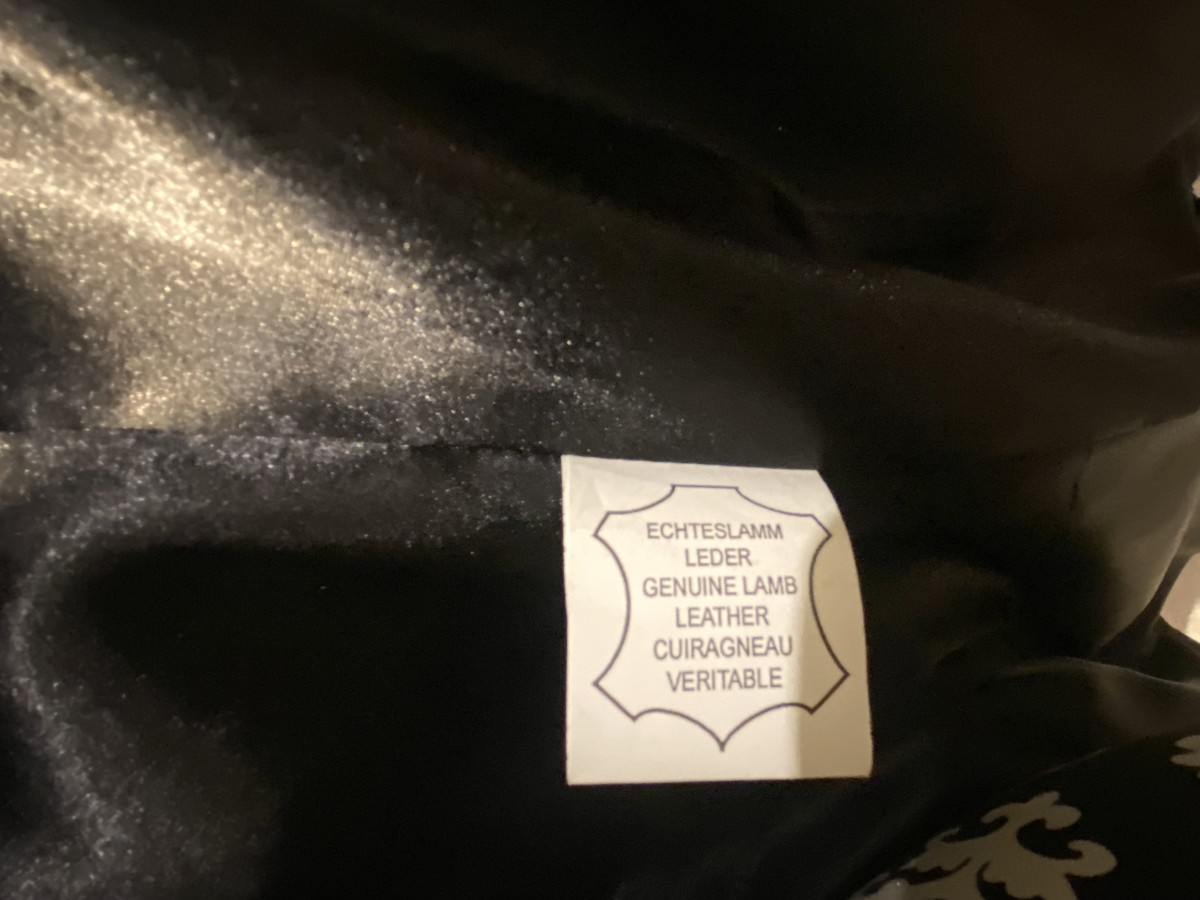 ECHTESLAMM
LEDER
GENUINE LAMB
LEATHER
CUIRAGNEAU
VERITABLE